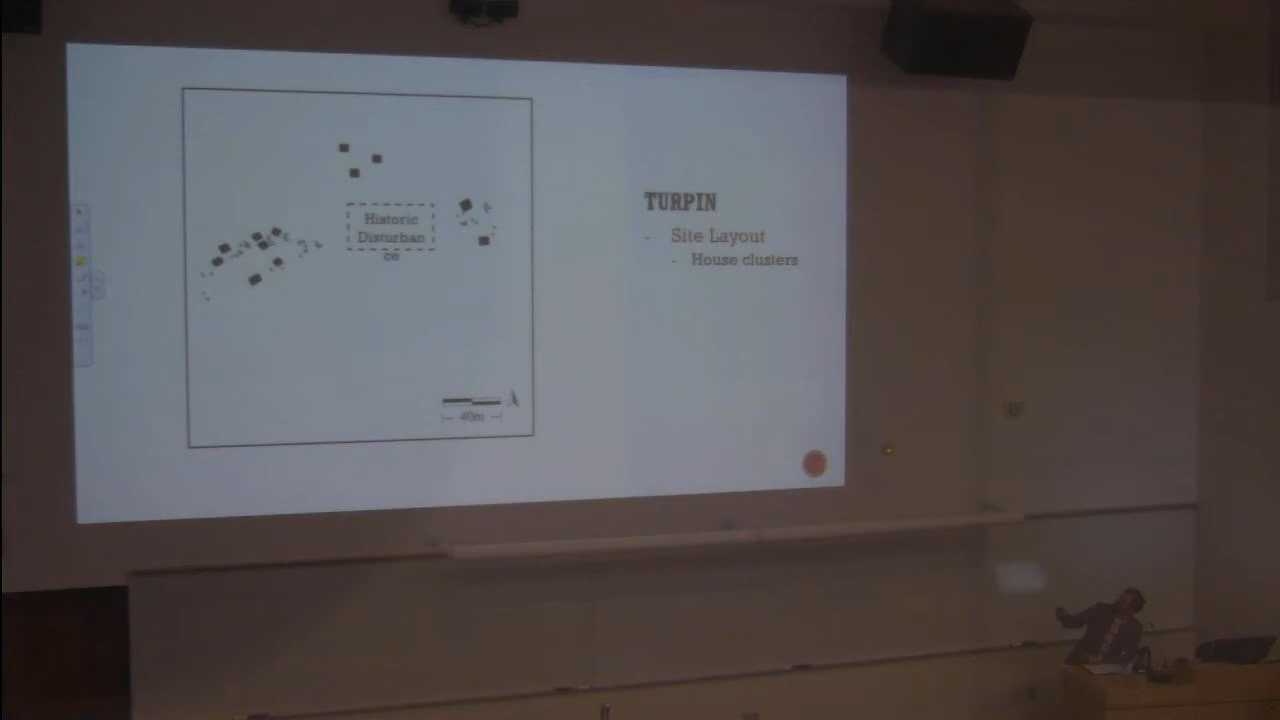 Historic
Disturban
ce
40m
TURPIN
- Site Layout
- House clusters